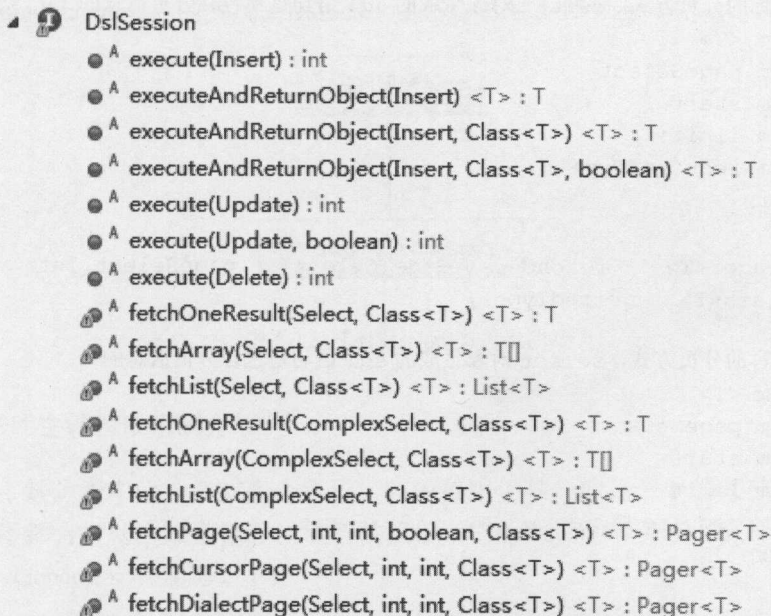 DslSession
A execute(Insert) : int
A executeAndReturnObject(Insert) <T> : T
A executeAndReturnObject(Insert, Class<T>) <T> : T
A executeAndReturnObject(Insert, Class<T>, boolean) <T> : T
A execute(Update) : int
A execute(Update, boolean) : int
A execute(Delete) : int
A fetchOneResult(Select, Class<T>) <T> : T
A fetchArray(Select, Class<T>) <T> : T[]
A fetchList(Select, Class<T>) <T> : List<T>
A fetchOneResult(ComplexSelect, Class<T>) <T> : T
A fetchArray(ComplexSelect, Class<T>) <T> : T[]
A fetchList(ComplexSelect, Class<T>) <T> : List<T>
A fetchPage(Select, int, int, boolean, Class<T>) <T> : Pager<T>
A fetchCursorPage(Select, int, int, Class<T>) <T> : Pager<T>
A fetchDialectPage(Select, int, int, Class<T>) <T> : Pager<T>